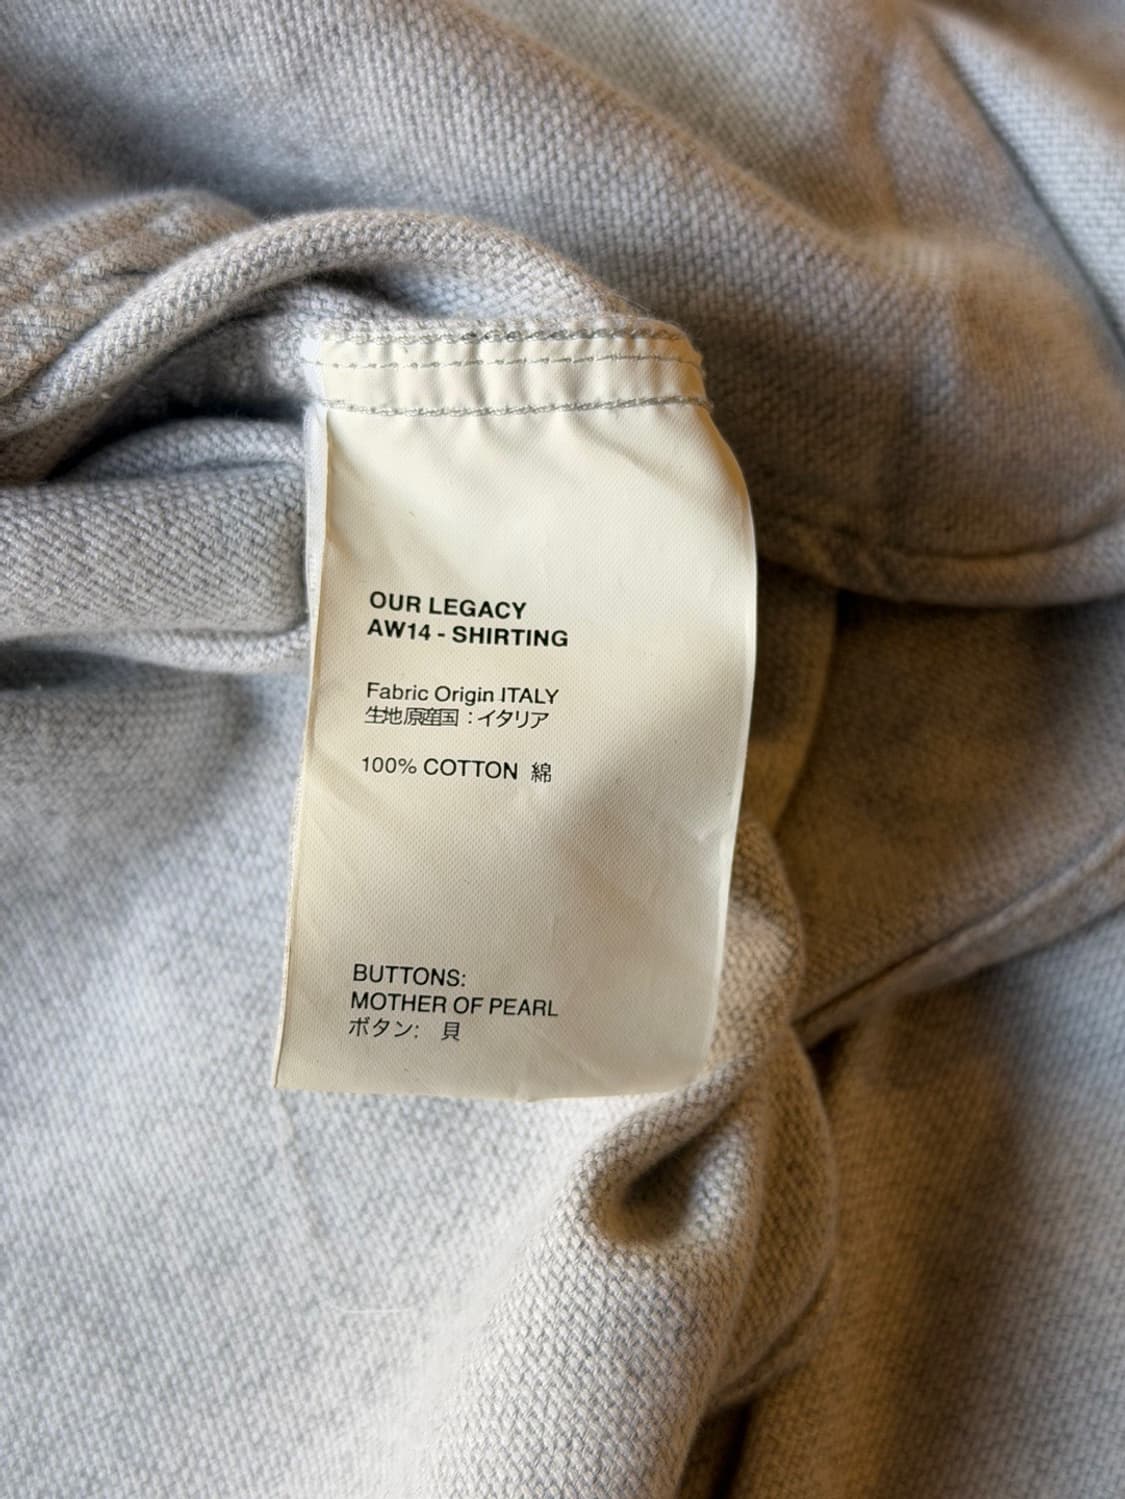 OUR LEGACY
AW14 - SHIRTING
Fabric Origin ITALY
生地原産国：イタリア
100% COTTON 綿
BUTTONS:
MOTHER OF PEARL
ボタン: 貝